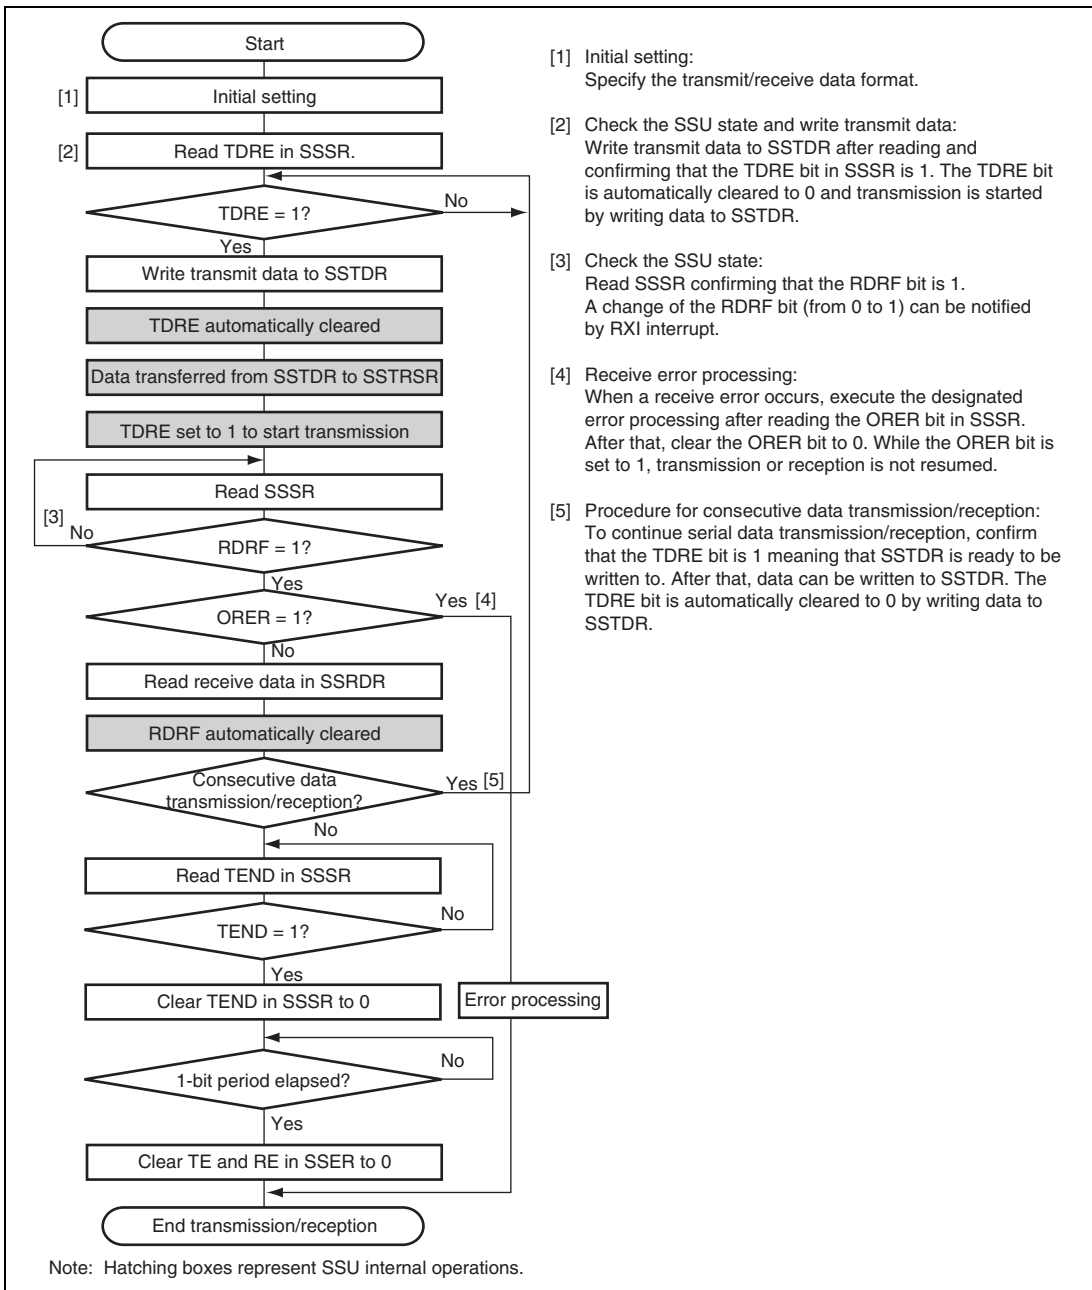 Start
[1] Initial setting
[2] Read TDRE in SSSR.
TDRE = 1?
No
Yes
Write transmit data to SSTDR
TDRE automatically cleared
Data transferred from SSTDR to SSTRSR
TDRE set to 1 to start transmission
Read SSSR
[3]
No
RDRF = 1?
Yes
ORER = 1?
Yes [4]
No
Read receive data in SSRDR
RDRF automatically cleared
Consecutive data
transmission/reception?
Yes [5]
No
Read TEND in SSSR
TEND = 1?
No
Yes
Clear TEND in SSSR to 0
Error processing
1-bit period elapsed?
No
Yes
Clear TE and RE in SSER to 0
End transmission/reception
[1] Initial setting:
Specify the transmit/receive data format.
[2] Check the SSU state and write transmit data:
Write transmit data to SSTDR after reading and
confirming that the TDRE bit in SSSR is 1. The TDRE bit
is automatically cleared to 0 and transmission is started
by writing data to SSTDR.
[3] Check the SSU state:
Read SSSR confirming that the RDRF bit is 1.
A change of the RDRF bit (from 0 to 1) can be notified
by RXI interrupt.
[4] Receive error processing:
When a receive error occurs, execute the designated
error processing after reading the ORER bit in SSSR.
After that, clear the ORER bit to 0. While the ORER bit is
set to 1, transmission or reception is not resumed.
[5] Procedure for consecutive data transmission/reception:
To continue serial data transmission/reception, confirm
that the TDRE bit is 1 meaning that SSTDR is ready to be
written to. After that, data can be written to SSTDR. The
TDRE bit is automatically cleared to 0 by writing data to
SSTDR.
Note: Hatching boxes represent SSU internal operations.